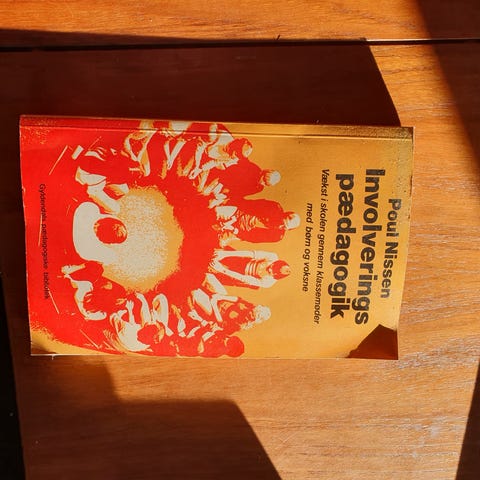 Poul Nissen
Involverings
pædagogik
Vækst i skolen gennem klassemøder
med børn og voksne
Gyldendals pædagogiske bibliotek